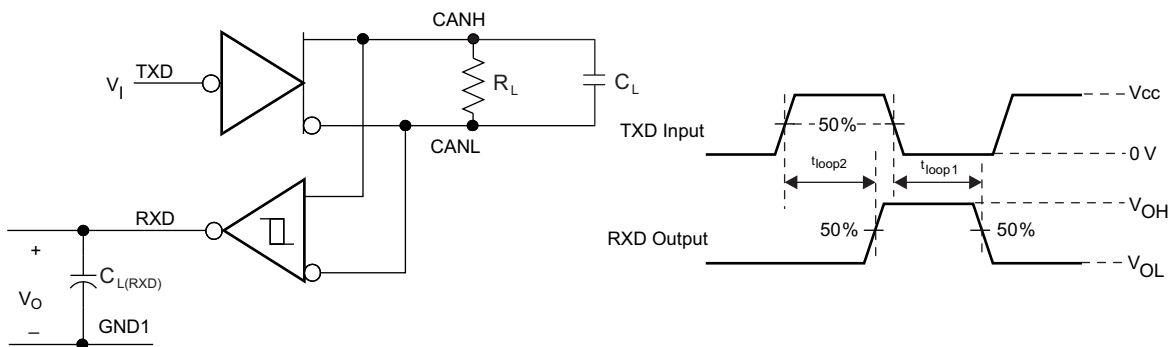 CANH
TXD
V_I
R_L
C_L
CANL
RXD
+
C_L(RXD)
V_O
–
GND1
Vcc
TXD Input
50%
0 V
t_loop2
t_loop1
V_OH
RXD Output
50%
50%
V_OL